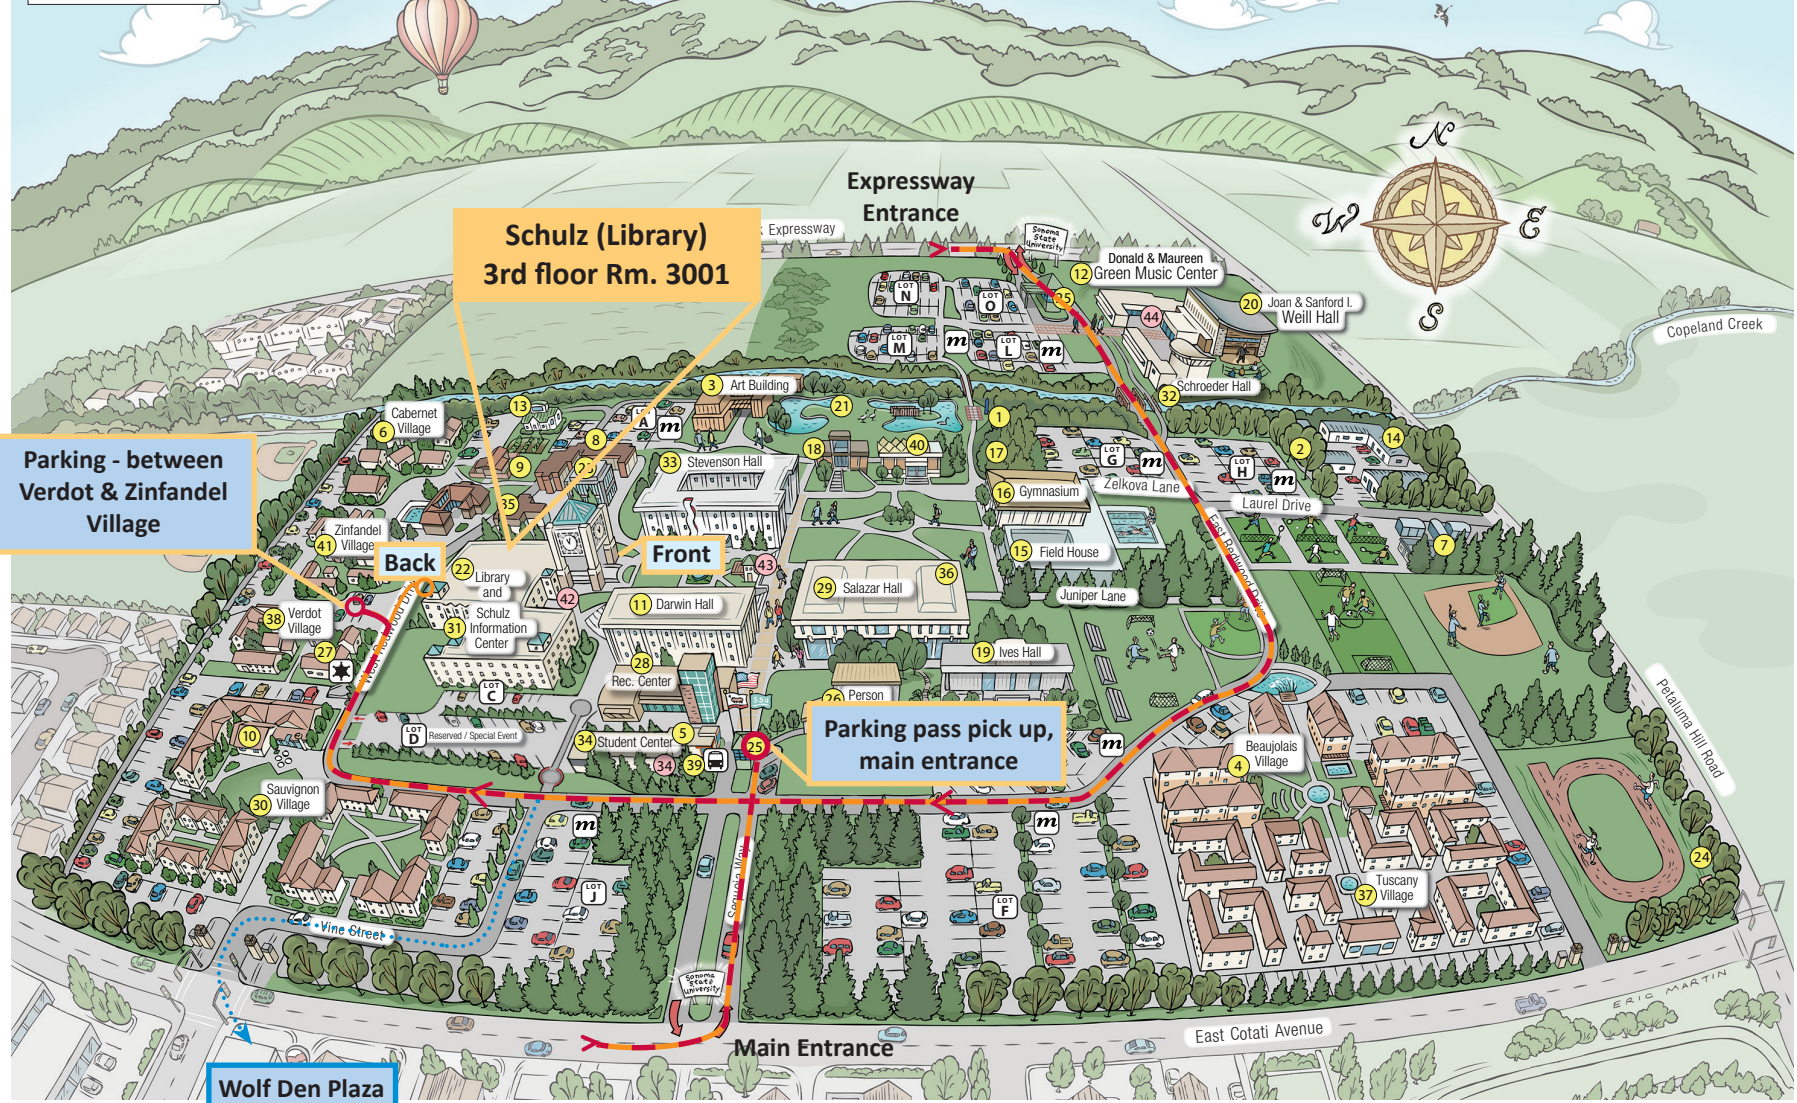 Expressway
Entrance
Expressway
Sonoma
State
University
Schulz (Library)
3rd floor Rm. 3001
N
W
E
S
12
Donald & Maureen
Green Music Center
20
Joan & Sanford I.
Weill Hall
44
25
LOT
N
LOT
O
LOT
M
m
LOT
L
m
Copeland Creek
Schroeder Hall
32
3
Art Building
21
1
13
LOT
A
m
Cabernet
Village
6
8
9
33
Stevenson Hall
18
40
17
LOT
G
m
LOT
H
m
2
14
Zelkova Lane
Laurel Drive
16
Gymnasium
Parking - between
Verdot & Zinfandel
Village
35
Zinfandel
Village
41
Back
Front
15
Field House
7
East Redwood Drive
22
Library
and
43
29
Salazar Hall
36
Juniper Lane
42
11
Darwin Hall
38
Verdot
Village
31
Schulz
Information
Center
27
19
Ives Hall
28
Rec. Center
26
Person
LOT
C
LOT
D
Reserved / Special Event
10
34
Student Center
5
34
39
25
Parking pass pick up,
main entrance
m
Beaujolais
Village
4
Petaluma Hill Road
Sauvignon
Village
30
m
m
LOT
J
LOT
F
Tuscany
Village
37
24
Vine Street
Sequoia Way
Sonoma
State
University
Main Entrance
East Cotati Avenue
ERIC MARTIN
Wolf Den Plaza